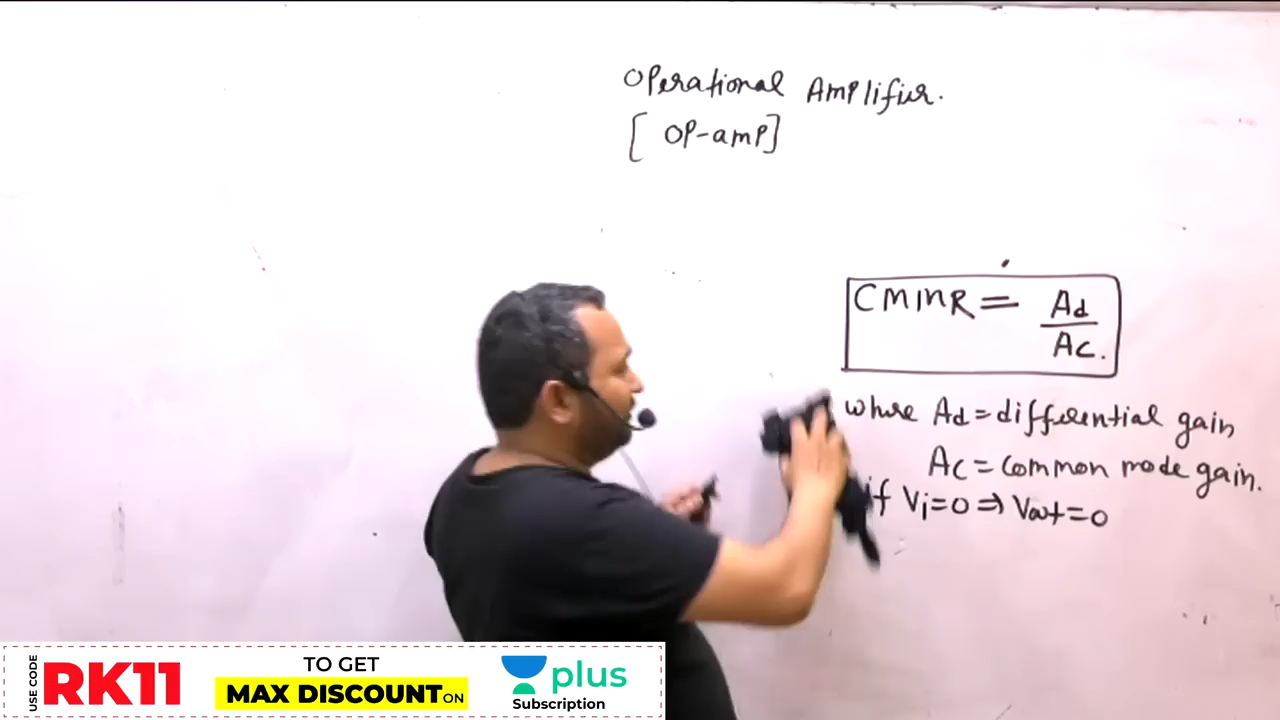 Operational Amplifier.
[ OP-amp]
CMMR = Ad
Ac.
where Ad = differential gain
Ac = common mode gain.
if Vi=0 ⇒ Vout=0
USE CODE
RK11
TO GET
MAX DISCOUNT ON
plus
Subscription